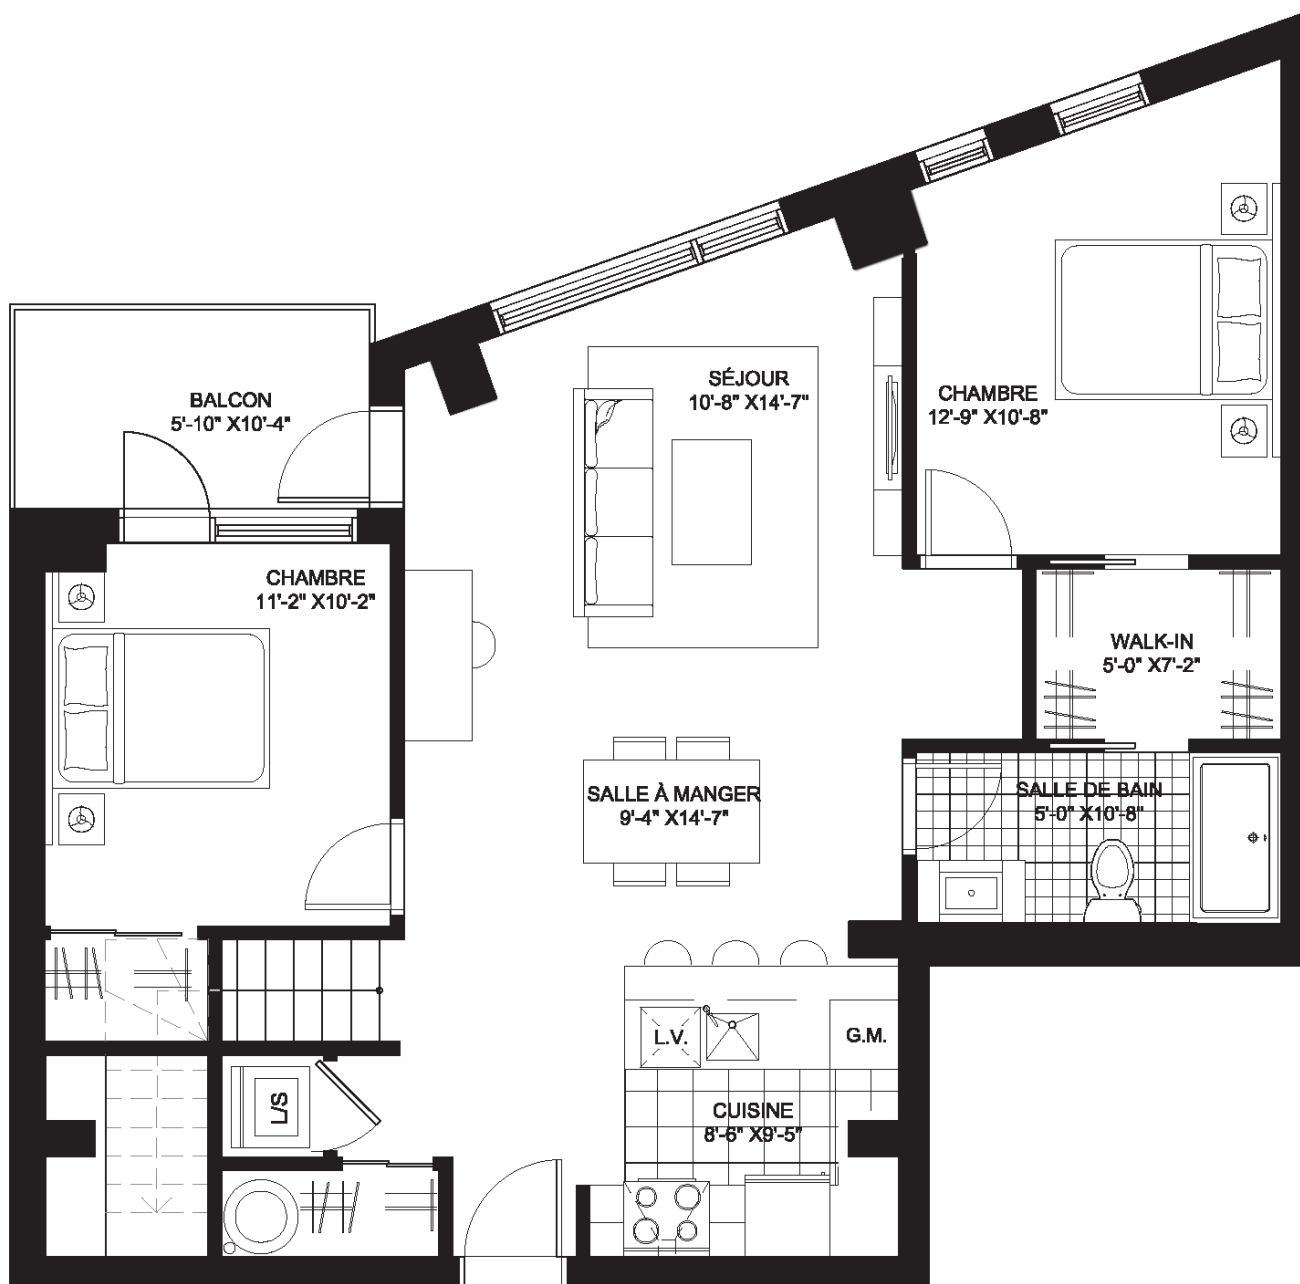 SÉJOUR
10'-8" X14'-7"
CHAMBRE
12'-9" X10'-8"
BALCON
5'-10" X10'-4"
CHAMBRE
11'-2" X10'-2"
WALK-IN
5'-0" X7'-2"
SALLE À MANGER
9'-4" X14'-7"
SALLE DE BAIN
5'-0" X10'-8"
L.V.
G.M.
L/S
CUISINE
8'-6" X9'-5"